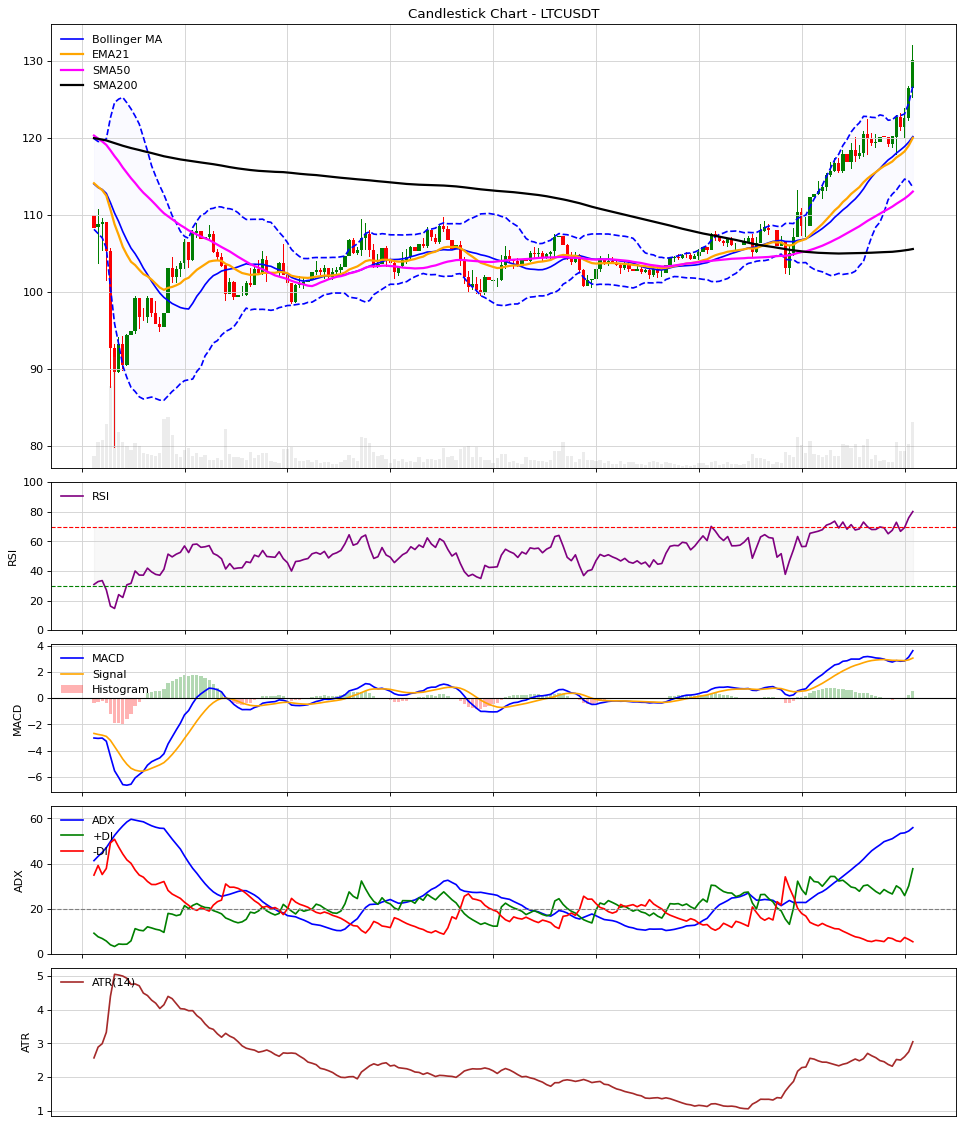 Candlestick Chart - LTCUSDT
Bollinger MA
EMA21
SMA50
SMA200
130
120
110
100
90
80
RSI
100
80
60
40
20
0
RSI
MACD
Signal
Histogram
4
2
0
−2
−4
−6
MACD
ADX
+DI
-DI
60
40
20
0
ADX
ATR(14)
5
4
3
2
1
ATR